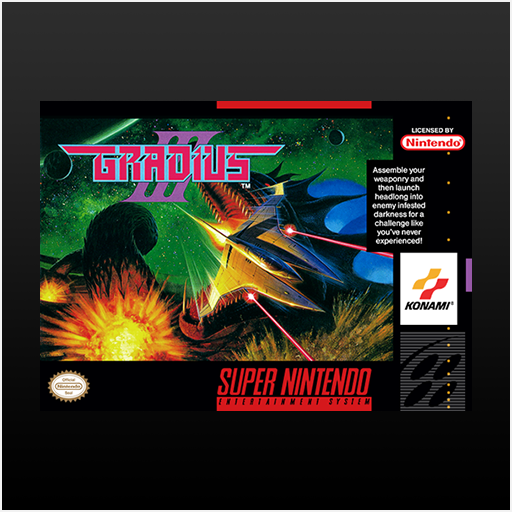 III
GRADIUS
TM
LICENSED BY
Nintendo
Assemble your
weaponry and
then launch
headlong into
enemy infested
darkness for a
challenge like
you've never
experienced!
KONAMI®
Official
Nintendo
Seal
SUPER NINTENDO
ENTERTAINMENT SYSTEM